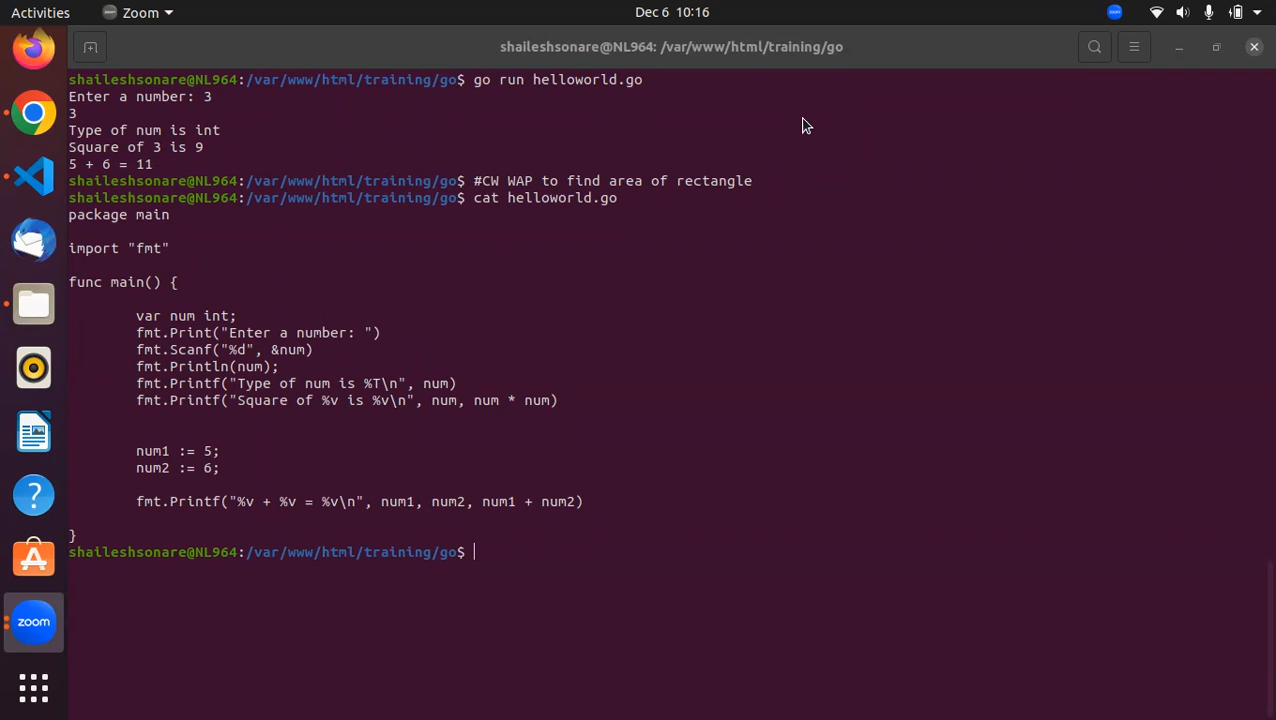 Activities
Zoom
Dec 6 10:16
shaileshsonare@NL964: /var/www/html/training/go
shaileshsonare@NL964:/var/www/html/training/go$ go run helloworld.go
Enter a number: 3
3
Type of num is int
Square of 3 is 9
5 + 6 = 11
shaileshsonare@NL964:/var/www/html/training/go$ #CW WAP to find area of rectangle
shaileshsonare@NL964:/var/www/html/training/go$ cat helloworld.go
package main
import "fmt"
func main() {
var num int;
fmt.Print("Enter a number: ")
fmt.Scanf("%d", &num)
fmt.Println(num);
fmt.Printf("Type of num is %T\n", num)
fmt.Printf("Square of %v is %v\n", num, num * num)
num1 := 5;
num2 := 6;
fmt.Printf("%v + %v = %v\n", num1, num2, num1 + num2)
}
shaileshsonare@NL964:/var/www/html/training/go$
zoom